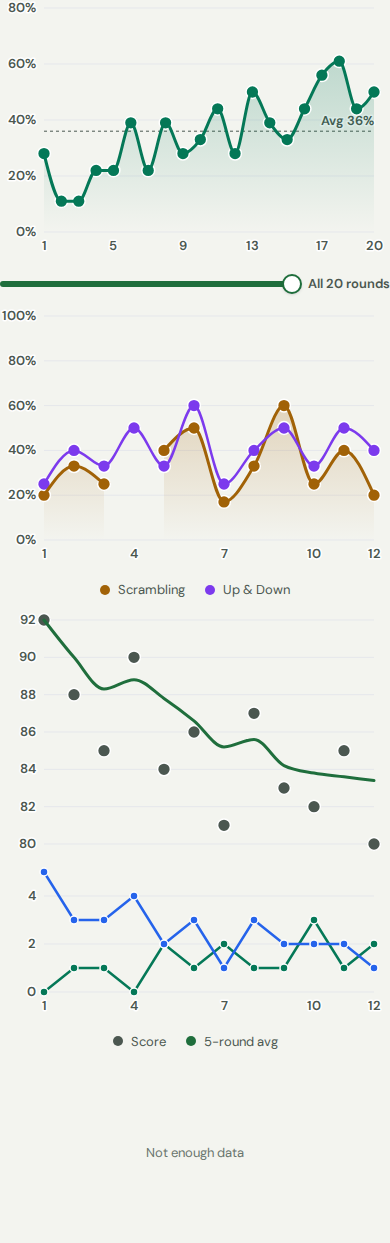 80%
60%
40%
Avg 36%
20%
0%
1 5 9 13 17 20
All 20 rounds
100%
80%
60%
40%
20%
0%
1 4 7 10 12
Scrambling Up & Down
92
90
88
86
84
82
80
4
2
0
1 4 7 10 12
Score 5-round avg
Not enough data